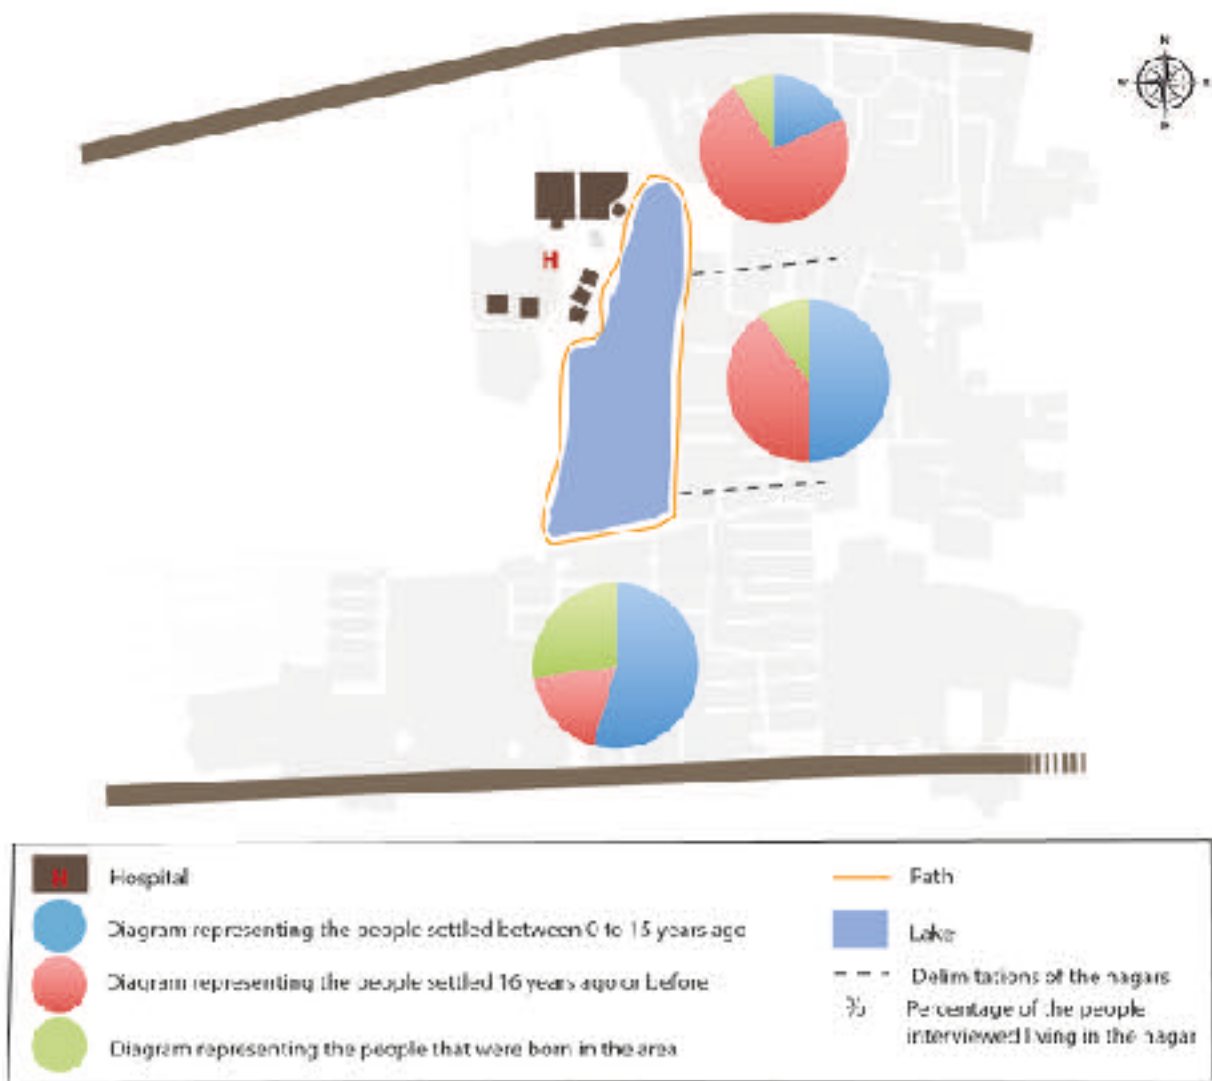 N
H
H
Hospital
Diagram representing the people settled between 0 to 15 years ago
Diagram representing the people settled 16 years ago or before
Diagram representing the people that were born in the area
Path
Lake
Delimitations of the nagars
%
Percentage of the people
interviewed living in the nagar